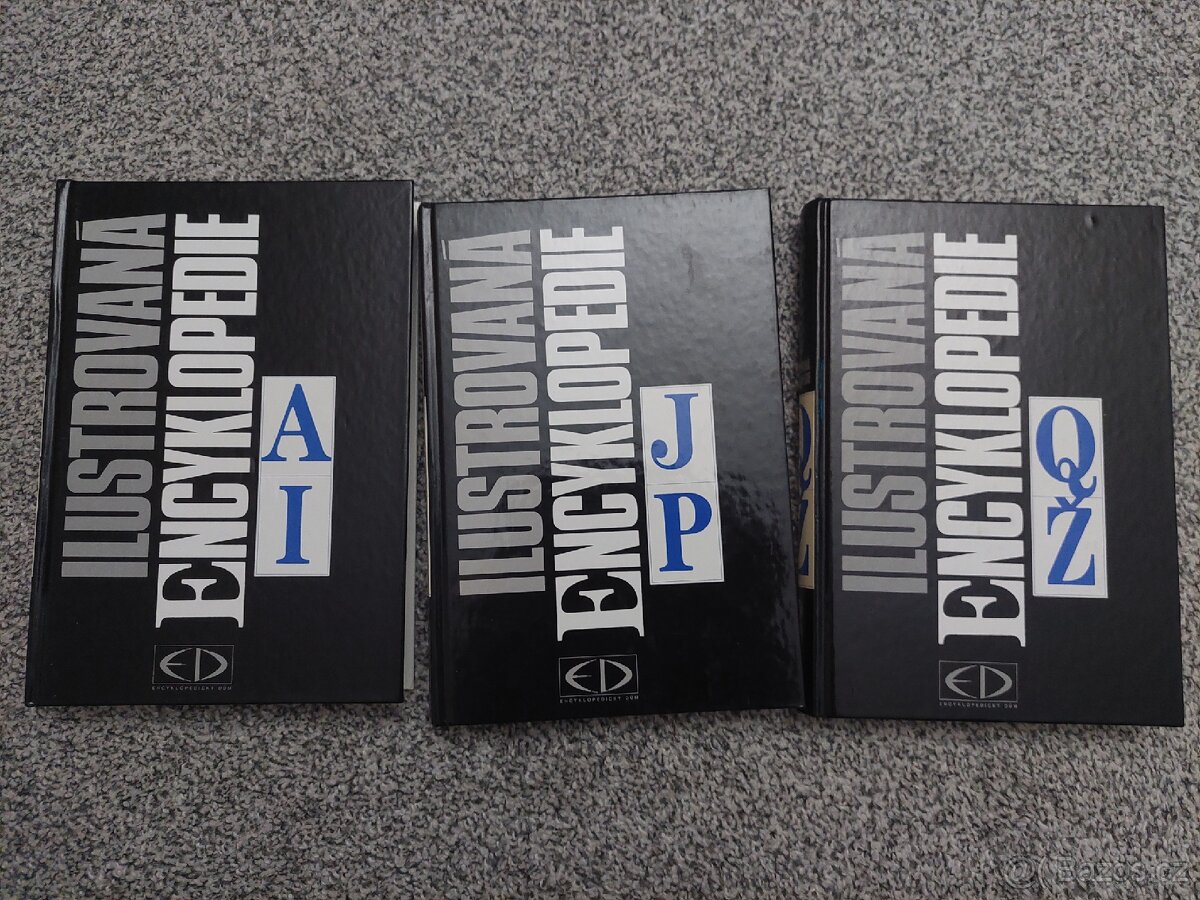 ILUSTROVANÁ
ENCYKLOPEDIE
A
I
ED
ENCYKLOPEDICKÝ DŮM
ILUSTROVANÁ
ENCYKLOPEDIE
J
P
ED
ENCYKLOPEDICKÝ DŮM
Q
Ž
ILUSTROVANÁ
ENCYKLOPEDIE
Q
Ž
ED
ENCYKLOPEDICKÝ DŮM
Bazos.cz